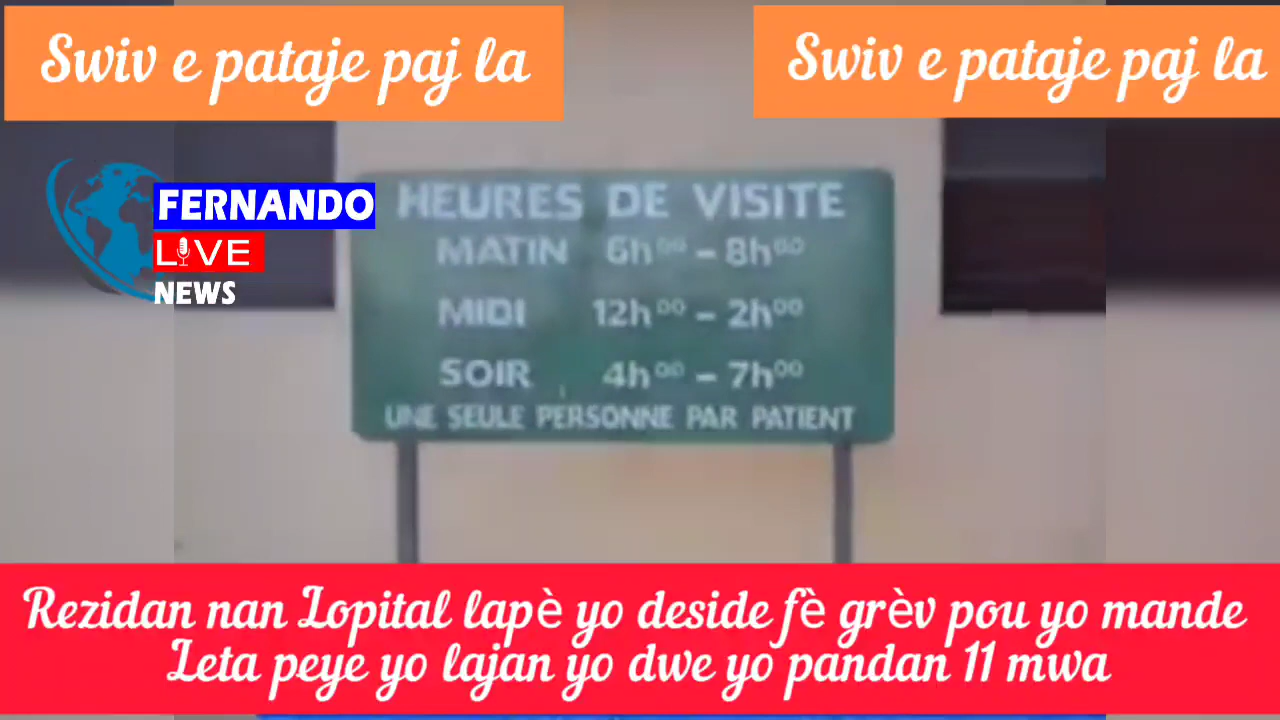 Swiv e pataje paj la
Swiv e pataje paj la
FERNANDO
LIVE
NEWS
HEURES DE VISITE
MATIN 6h00 - 8h00
MIDI 12h00 - 2h00
SOIR 4h00 - 7h00
UNE SEULE PERSONNE PAR PATIENT
Rezidan nan Lopital lapè yo deside fè grèv pou yo mande
Leta peye yo lajan yo dwe yo pandan 11 mwa